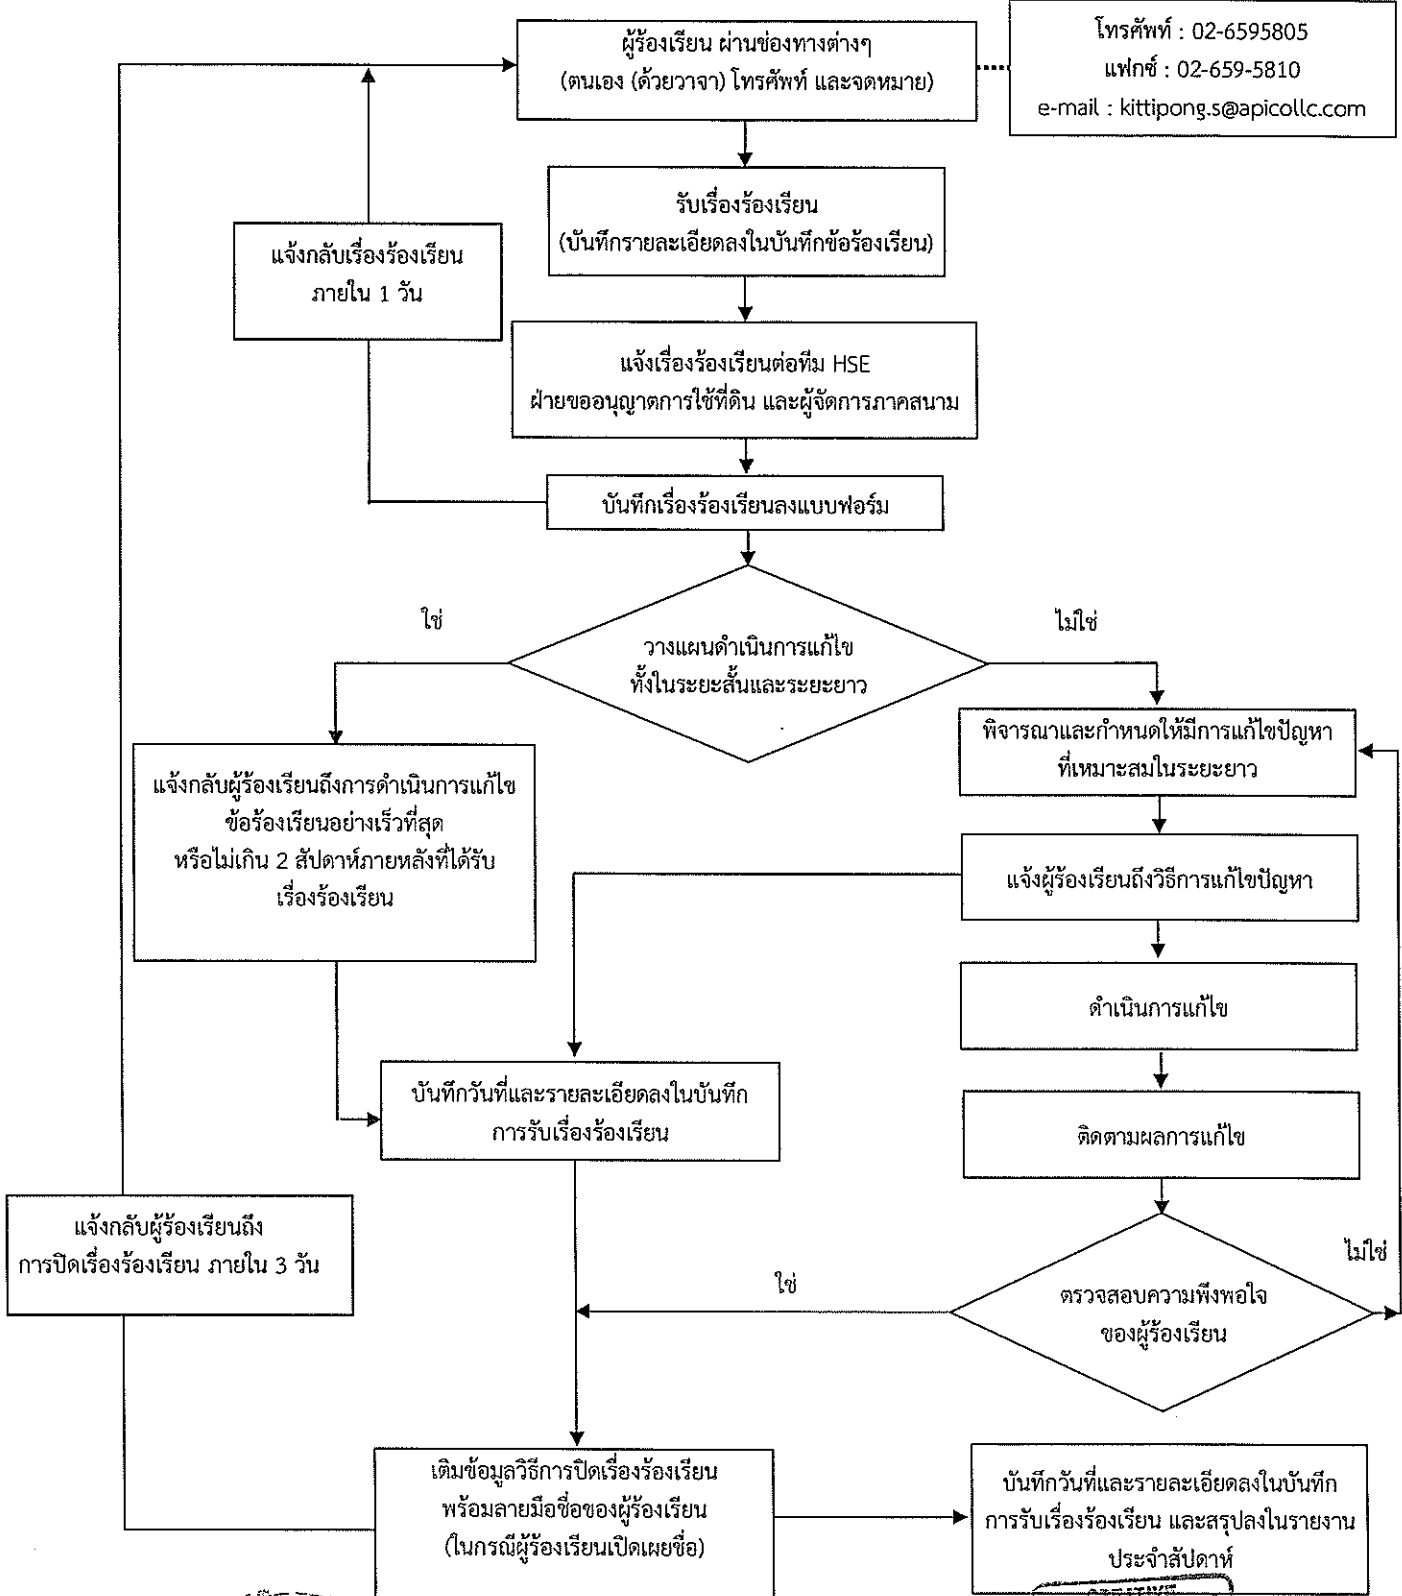 ผู้ร้องเรียน ผ่านช่องทางต่างๆ
(ตนเอง (ด้วยวาจา) โทรศัพท์ และจดหมาย)
โทรศัพท์ : 02-6595805
แฟกซ์ : 02-659-5810
e-mail : kittipong.s@apicollc.com
รับเรื่องร้องเรียน
(บันทึกรายละเอียดลงในบันทึกข้อร้องเรียน)
แจ้งกลับเรื่องร้องเรียน
ภายใน 1 วัน
แจ้งเรื่องร้องเรียนต่อทีม HSE
ฝ่ายขออนุญาตการใช้ที่ดิน และผู้จัดการภาคสนาม
บันทึกเรื่องร้องเรียนลงแบบฟอร์ม
ใช่
ไม่ใช่
วางแผนดำเนินการแก้ไข
ทั้งในระยะสั้นและระยะยาว
พิจารณาและกำหนดให้มีการแก้ไขปัญหา
ที่เหมาะสมในระยะยาว
แจ้งกลับผู้ร้องเรียนถึงการดำเนินการแก้ไข
ข้อร้องเรียนอย่างเร็วที่สุด
หรือไม่เกิน 2 สัปดาห์ภายหลังที่ได้รับ
เรื่องร้องเรียน
แจ้งผู้ร้องเรียนถึงวิธีการแก้ไขปัญหา
ดำเนินการแก้ไข
บันทึกวันที่และรายละเอียดลงในบันทึก
การรับเรื่องร้องเรียน
ติดตามผลการแก้ไข
แจ้งกลับผู้ร้องเรียนถึง
การปิดเรื่องร้องเรียน ภายใน 3 วัน
ใช่
ไม่ใช่
ตรวจสอบความพึงพอใจ
ของผู้ร้องเรียน
เติมข้อมูลวิธีการปิดเรื่องร้องเรียน
พร้อมลายมือชื่อของผู้ร้องเรียน
(ในกรณีผู้ร้องเรียนเปิดเผยชื่อ)
บันทึกวันที่และรายละเอียดลงในบันทึก
การรับเรื่องร้องเรียน และสรุปลงในรายงาน
ประจำสัปดาห์